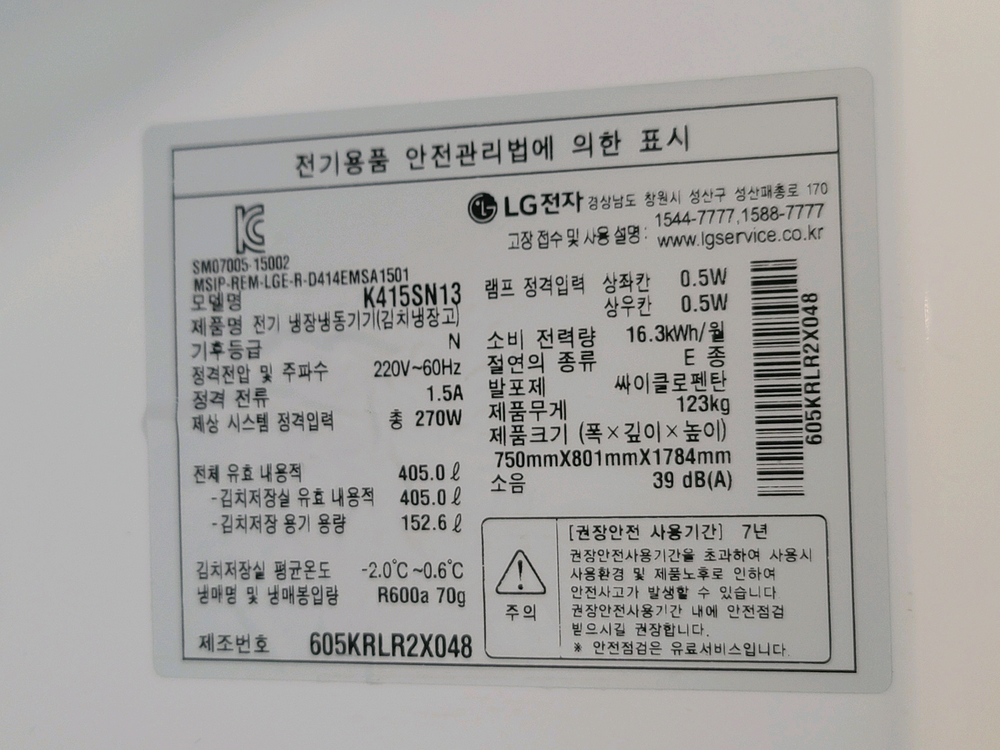 전기용품 안전관리법에 의한 표시
LG전자 경상남도 창원시 성산구 성산패총로 170
고장 접수 및 사용 설명: 1544-7777,1588-7777
www.lgservice.co.kr
SM07005-15002
MSIP-REM-LGE-R-D414EMSA1501
모델명 K415SN13
제품명 전기 냉장냉동기기(김치냉장고)
기후등급 N
정격전압 및 주파수 220V~60Hz
정격 전류 1.5A
제상 시스템 정격입력 총 270W
전체 유효 내용적 405.0 ℓ
-김치저장실 유효 내용적 405.0 ℓ
-김치저장 용기 용량 152.6 ℓ
김치저장실 평균온도 -2.0℃~0.6℃
냉매명 및 냉매봉입량 R600a 70g
제조번호 605KRLR2X048
램프 정격입력 상좌칸 0.5W
상우칸 0.5W
소비 전력량 16.3kWh/월
절연의 종류 E 종
발포제 싸이클로펜탄
제품무게 123kg
제품크기 (폭×깊이×높이)
750mmX801mmX1784mm
소음 39 dB(A)
605KRLR2X048
주의
[권장안전 사용기간] 7년
권장안전사용기간을 초과하여 사용시
사용환경 및 제품노후로 인하여
안전사고가 발생할 수 있습니다
권장안전사용기간 내에 안전점검
받으시길 권장합니다.
※ 안전점검은 유료서비스입니다.